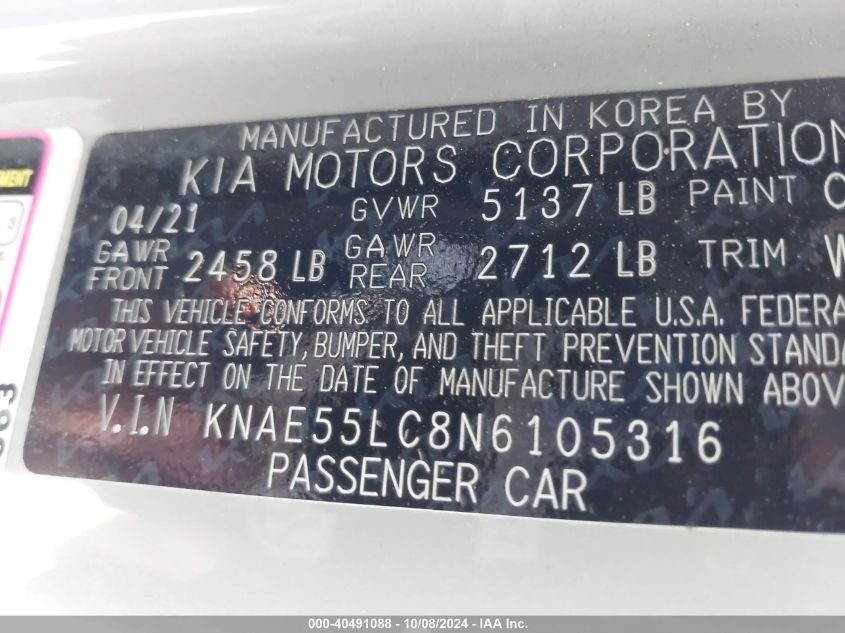 MANUFACTURED IN KOREA BY
KIA MOTORS CORPORATION
04/21 GVWR 5137 LB PAINT C
GAWR FRONT 2458 LB GAWR REAR 2712 LB TRIM W
THIS VEHICLE CONFORMS TO ALL APPLICABLE U.S.A. FEDERA
MOTOR VEHICLE SAFETY, BUMPER, AND THEFT PREVENTION STANDA
IN EFFECT ON THE DATE OF MANUFACTURE SHOWN ABOV
V.I.N KNAE55LC8N6105316
PASSENGER CAR
000-40491088 - 10/08/2024 - IAA Inc.